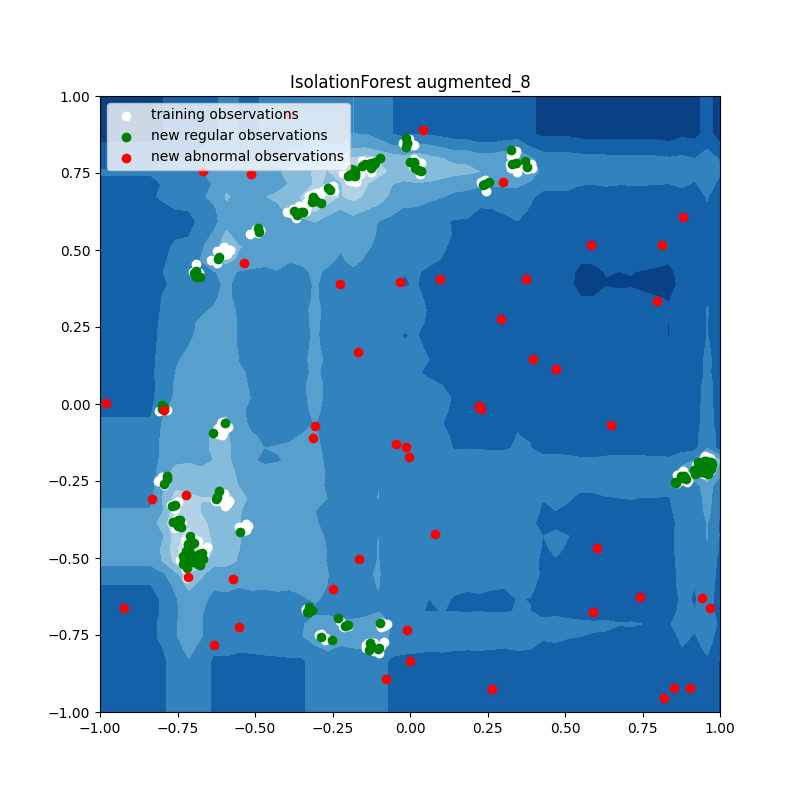 IsolationForest augmented_8
training observations
new regular observations
new abnormal observations
1.00
0.75
0.50
0.25
0.00
−0.25
−0.50
−0.75
−1.00
−1.00 −0.75 −0.50 −0.25 0.00 0.25 0.50 0.75 1.00